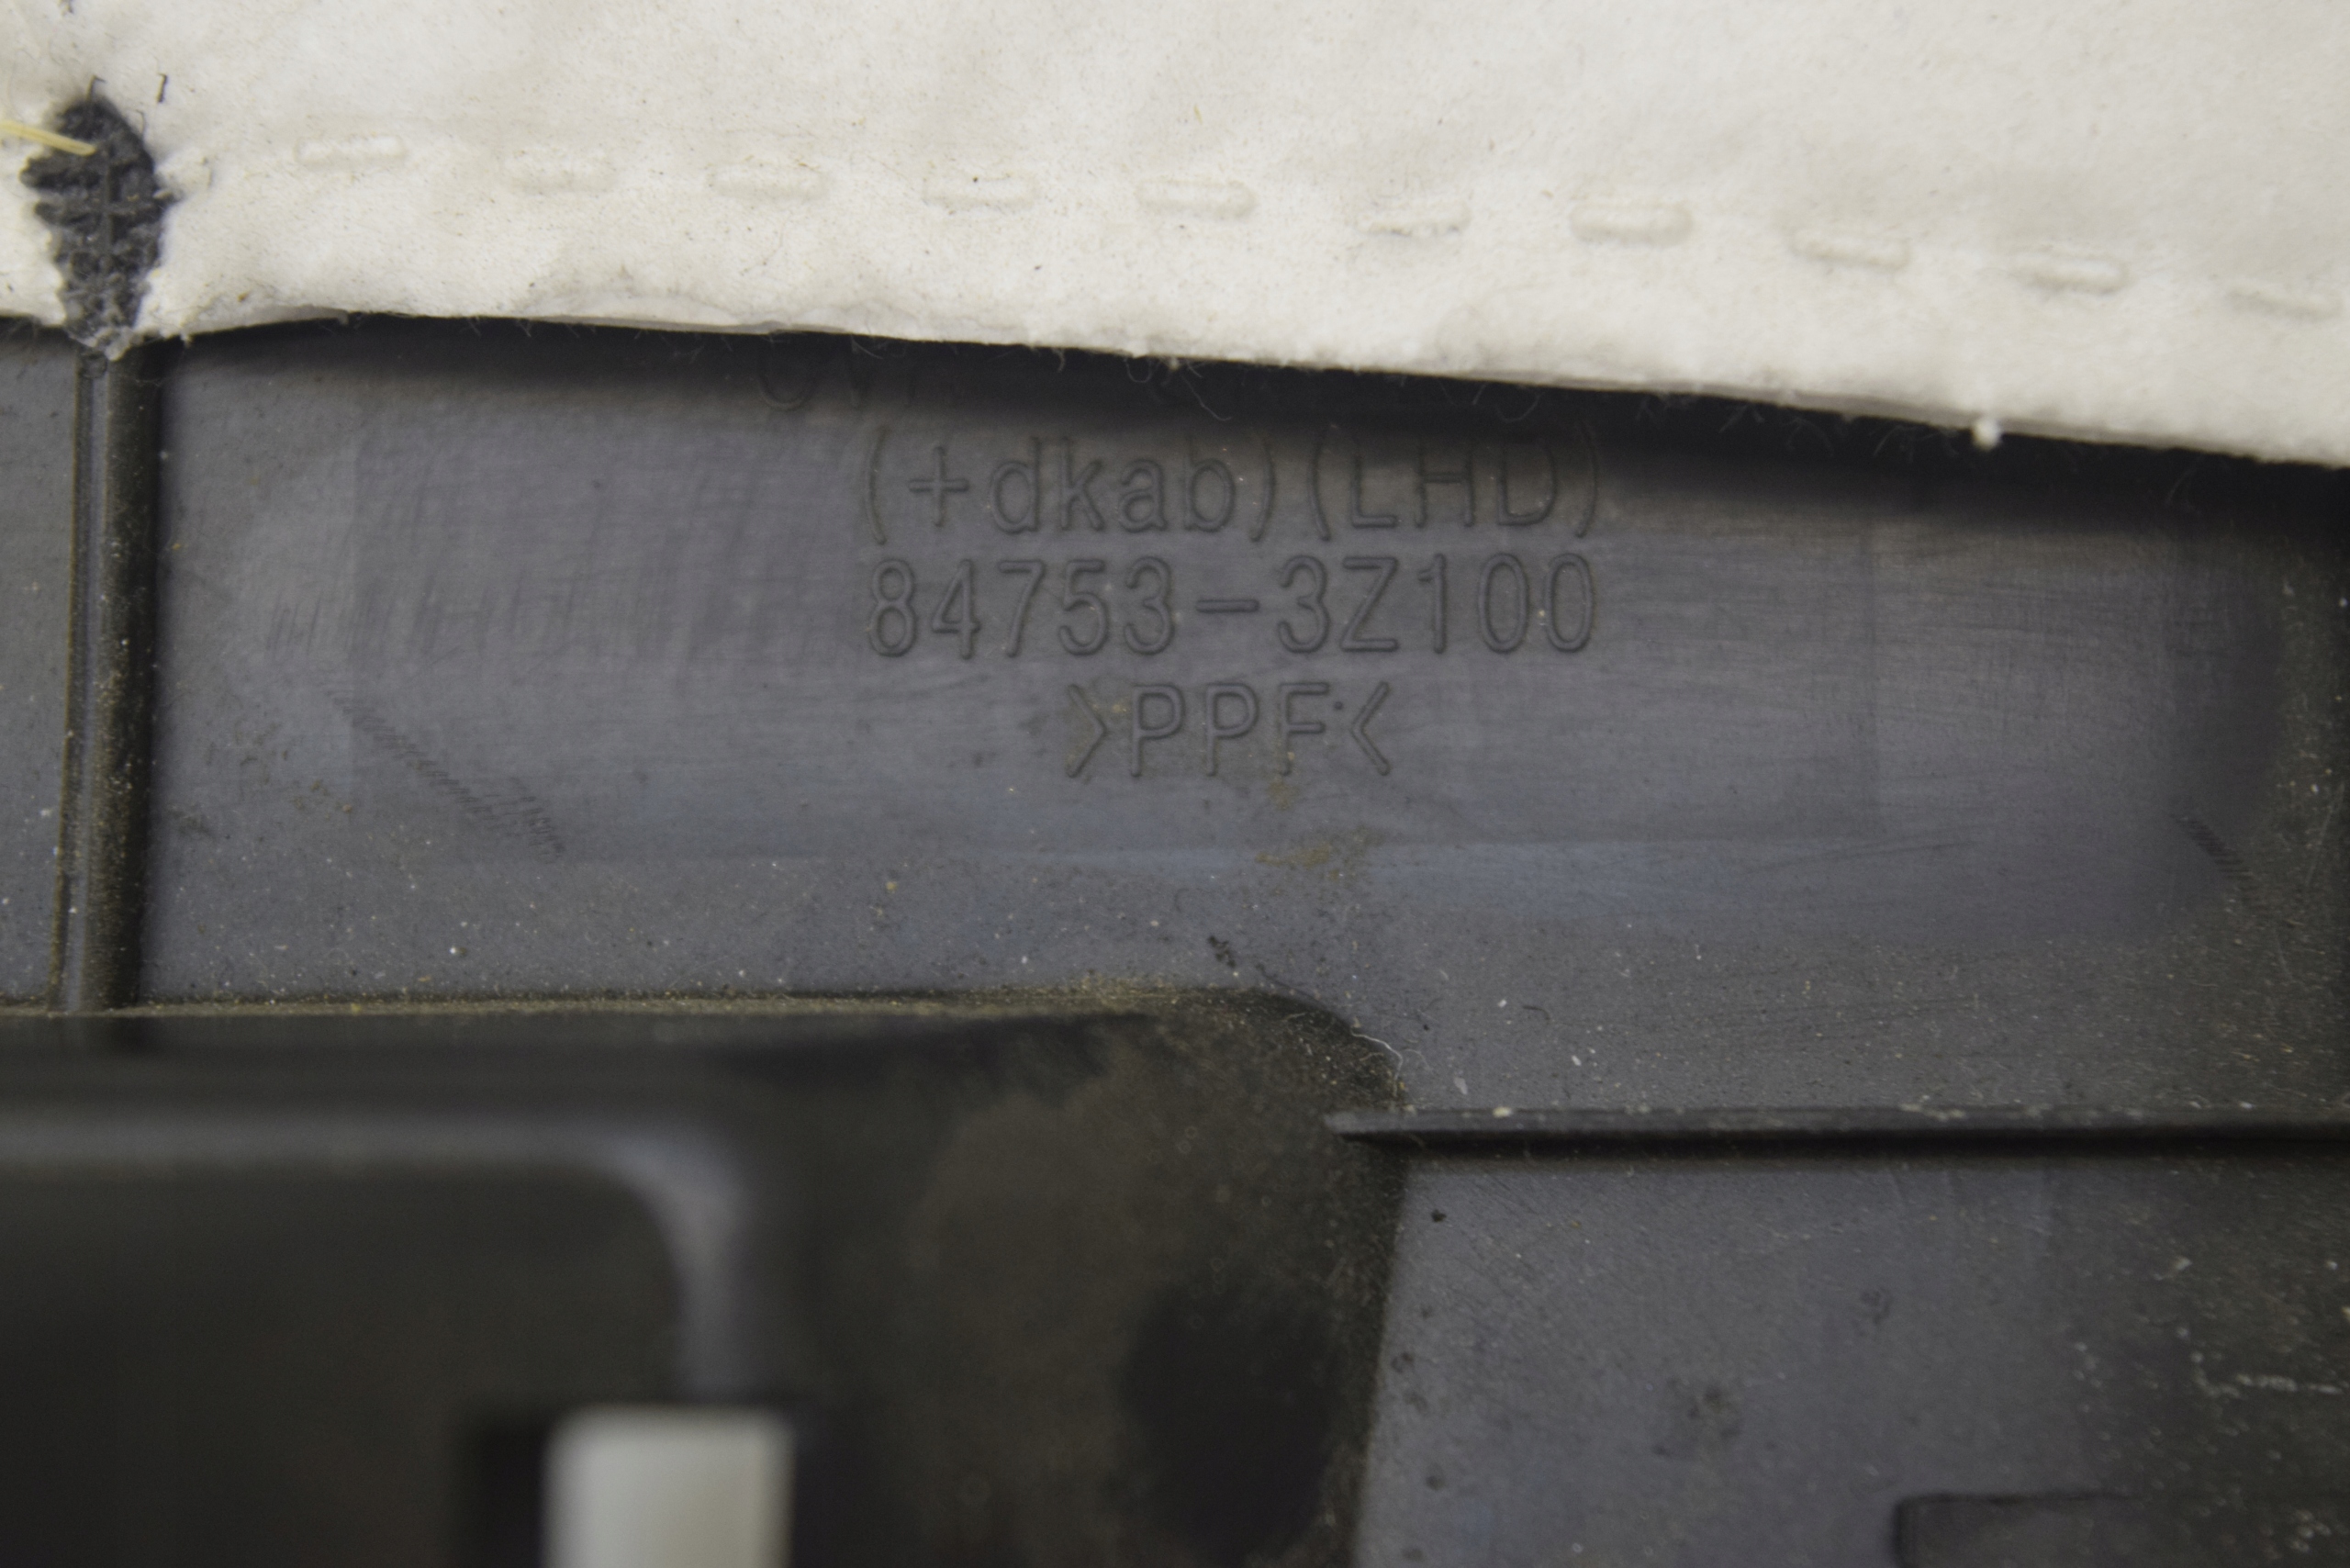 (+dkab)(LHD)
84753-3Z100
>PPF<